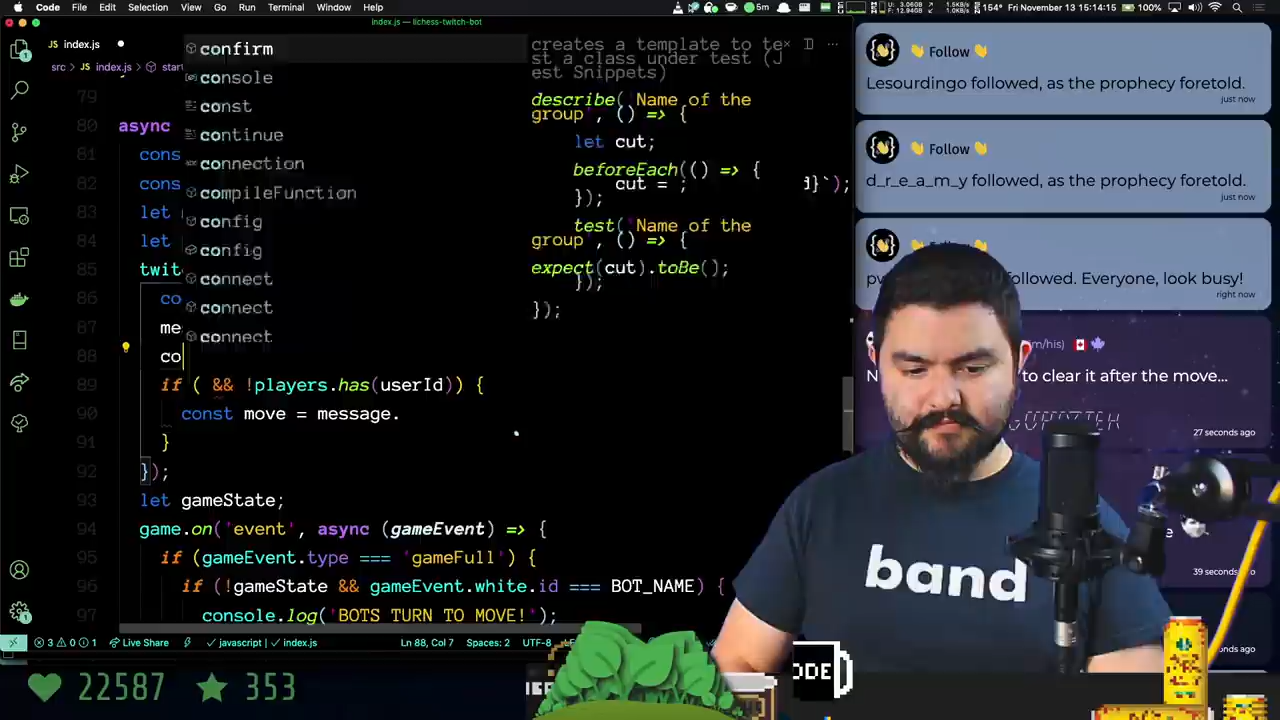 Code File Edit Selection View Go Run Terminal Window Help
5m
154° Fri November 13 15:14:15 100%
index.js — lichess-twitch-bot
index.js
src > index.js >
confirm
console
const
continue
connection
compileFunction
config
config
connect
connect
connect
creates a template to te
st a class under test (J
est Snippets)
describe('Name of the
group', () => {
let cut;
beforeEach(() => {
cut = ;
});
test('Name of the
group', () => {
expect(cut).toBe();
});
});
d}`);
79
80 async
81 cons
82 cons
83 let
84 let
85 twit
86 co
87 me
88 co
89 if ( && !players.has(userId)) {
90 const move = message.
91 }
92 });
93 let gameState;
94 game.on('event', async (gameEvent) => {
95 if (gameEvent.type === 'gameFull') {
96 if (!gameState && gameEvent.white.id === BOT_NAME) {
97 console.log('BOTS TURN TO MOVE!');
3 0 1 Live Share javascript | index.js
Ln 88, Col 7 Spaces: 2 UTF-8
22587 353
Follow
Lesourdingo followed, as the prophecy foretold.
just now
Follow
d_r_e_a_m_y followed, as the prophecy foretold.
just now
followed. Everyone, look busy!
right now
to clear it after the move...
27 seconds ago
39 seconds ago
band